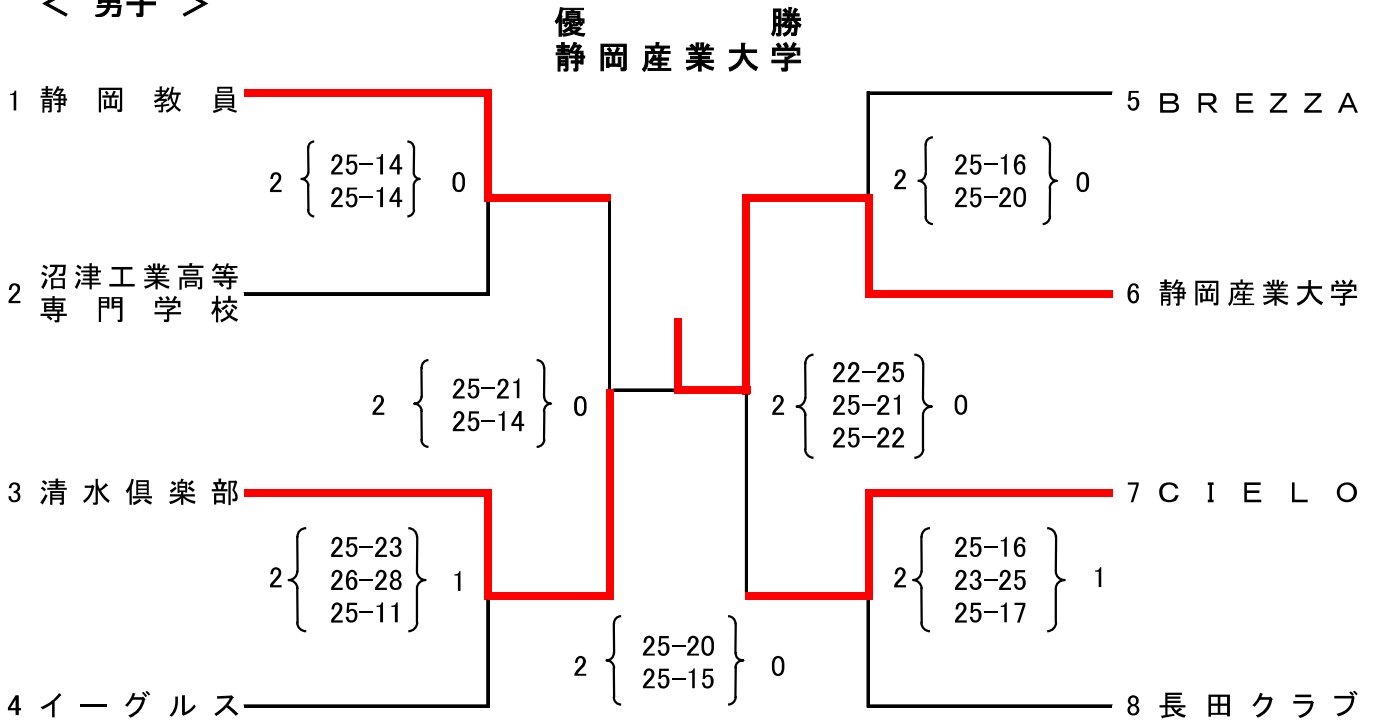 ＜ 男子 ＞
優 勝
静岡産業大学
1 静岡教員
2 { 25-14 } 0
25-14
2 沼津工業高等
専門学校
2 { 25-21 } 0
25-14
3 清水倶楽部
2 { 25-23
26-28 } 1
25-11
4 イーグルス
5 ＢＲＥＺＺＡ
2 { 25-16 } 0
25-20
6 静岡産業大学
2 { 22-25
25-21 } 0
25-22
7 ＣＩＥＬＯ
2 { 25-16
23-25 } 1
25-17
8 長田クラブ
2 { 25-20 } 0
25-15